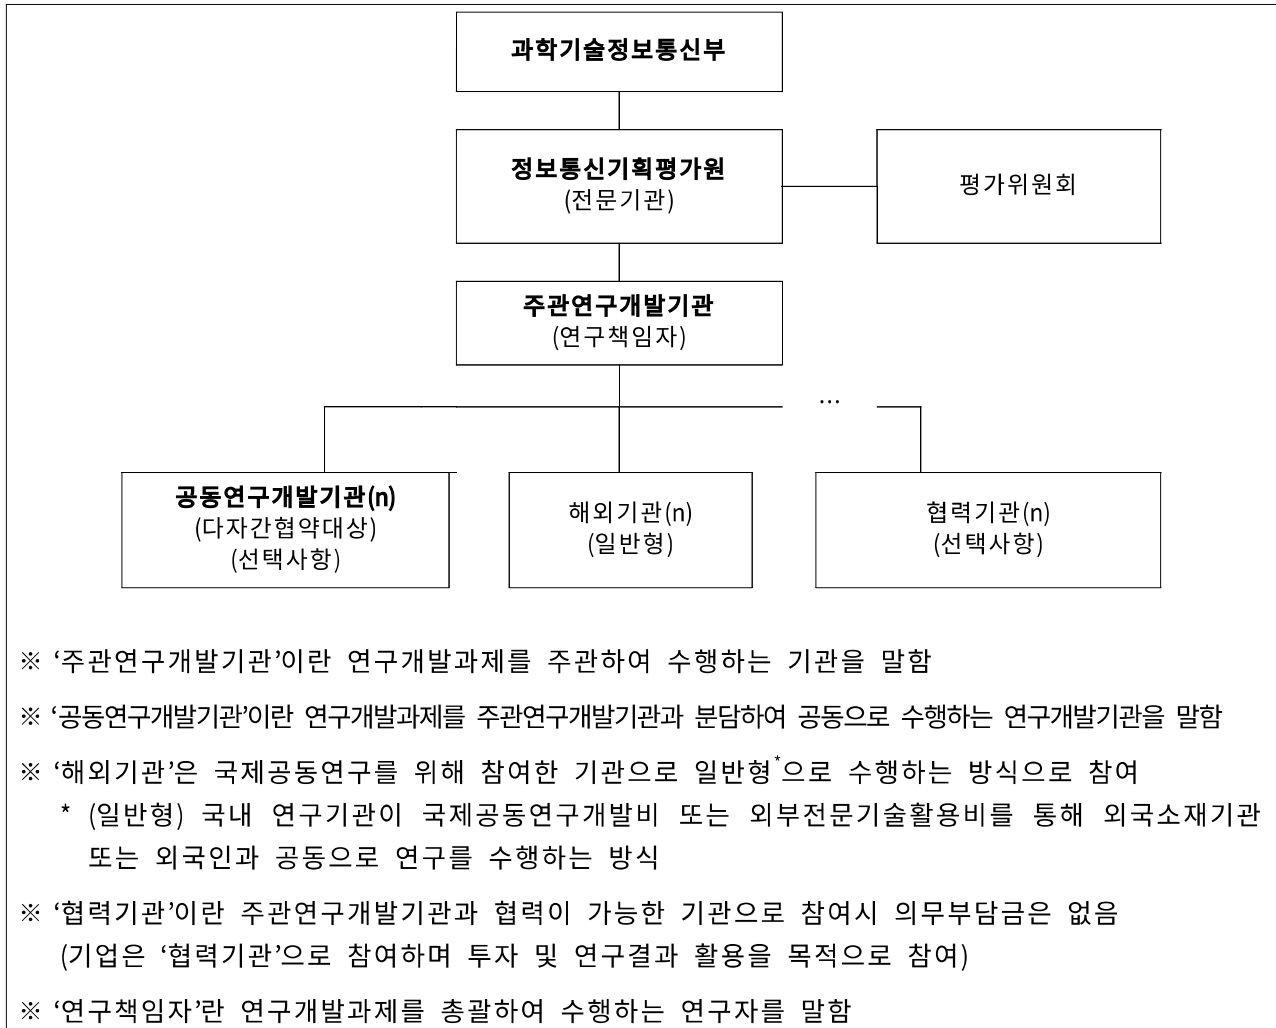 과학기술정보통신부
정보통신기획평가원
(전문기관)
평가위원회
주관연구개발기관
(연구책임자)
…
공동연구개발기관(n)
(다자간협약대상)
(선택사항)
해외기관(n)
(일반형)
협력기관(n)
(선택사항)
※ ‘주관연구개발기관’이란 연구개발과제를 주관하여 수행하는 기관을 말함
※ ‘공동연구개발기관’이란 연구개발과제를 주관연구개발기관과 분담하여 공동으로 수행하는 연구개발기관을 말함
※ ‘해외기관’은 국제공동연구를 위해 참여한 기관으로 일반형*으로 수행하는 방식으로 참여
* (일반형) 국내 연구기관이 국제공동연구개발비 또는 외부전문기술활용비를 통해 외국소재기관
또는 외국인과 공동으로 연구를 수행하는 방식
※ ‘협력기관’이란 주관연구개발기관과 협력이 가능한 기관으로 참여시 의무부담금은 없음
(기업은 ‘협력기관’으로 참여하며 투자 및 연구결과 활용을 목적으로 참여)
※ ‘연구책임자’란 연구개발과제를 총괄하여 수행하는 연구자를 말함